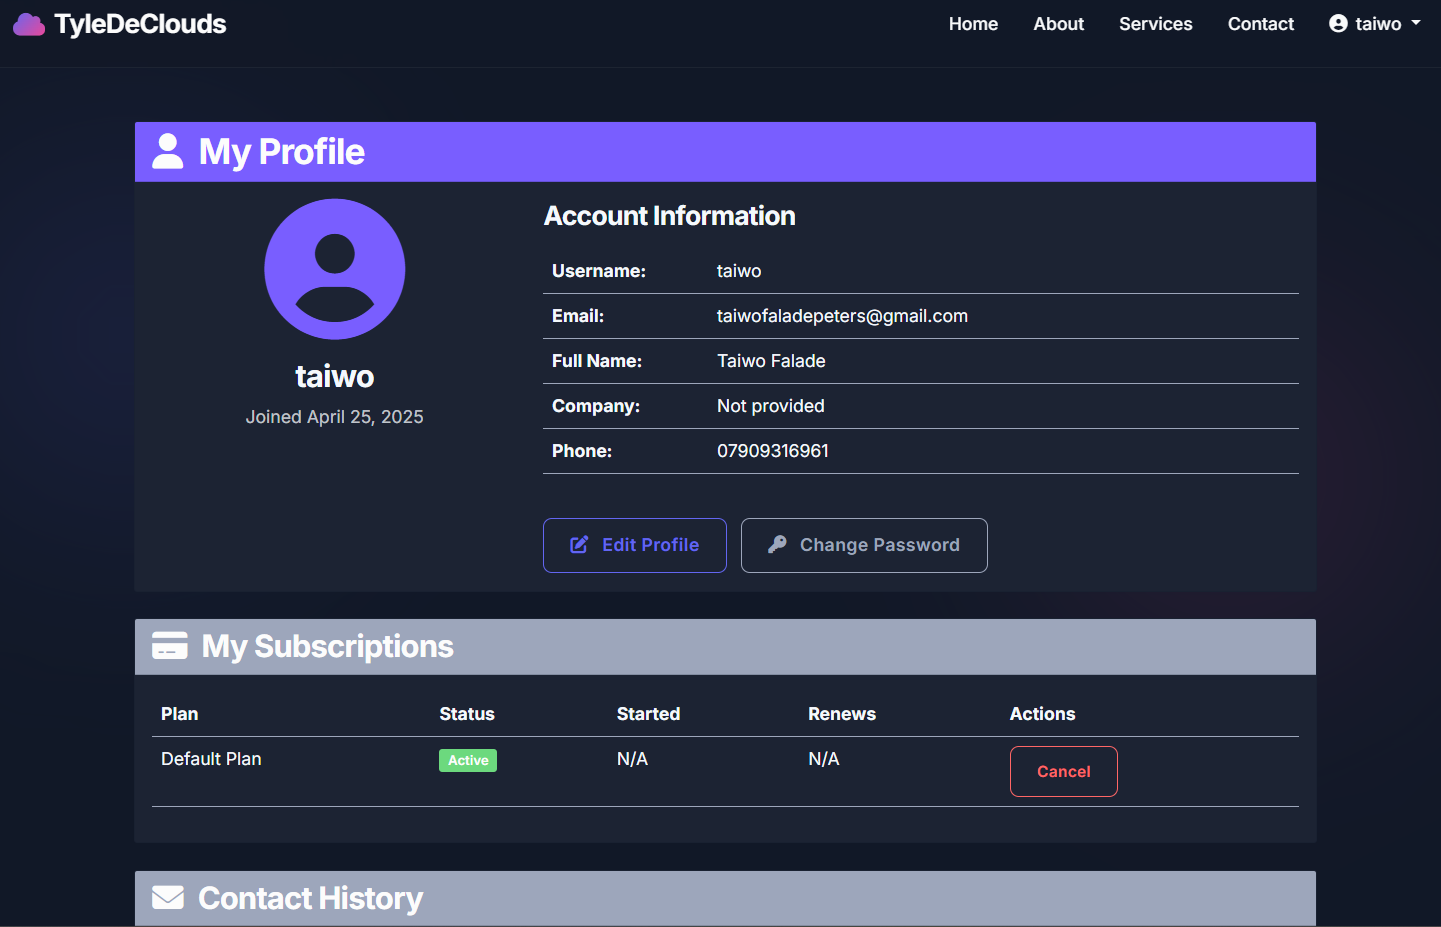 TyleDeClouds
Home About Services Contact taiwo
My Profile
taiwo
Joined April 25, 2025
Account Information
Username: taiwo
Email: taiwofaladepeters@gmail.com
Full Name: Taiwo Falade
Company: Not provided
Phone: 07909316961
Edit Profile Change Password
My Subscriptions
Plan Status Started Renews Actions
Default Plan Active N/A N/A Cancel
Contact History